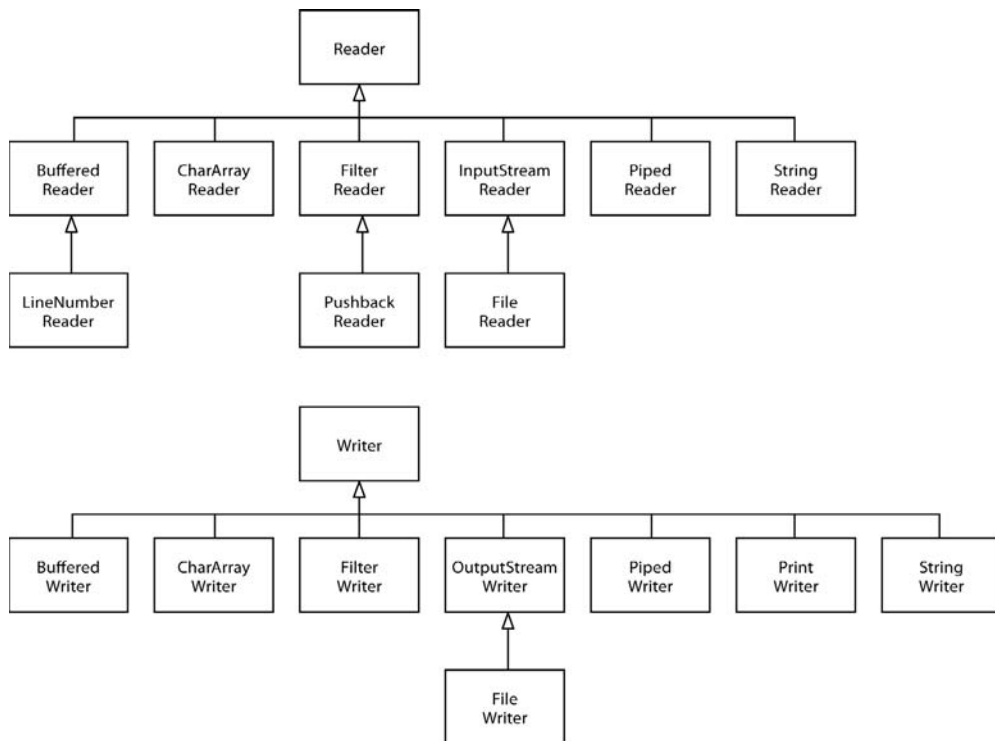 Reader
Buffered
Reader
CharArray
Reader
Filter
Reader
InputStream
Reader
Piped
Reader
String
Reader
LineNumber
Reader
Pushback
Reader
File
Reader
Writer
Buffered
Writer
CharArray
Writer
Filter
Writer
OutputStream
Writer
Piped
Writer
Print
Writer
String
Writer
File
Writer